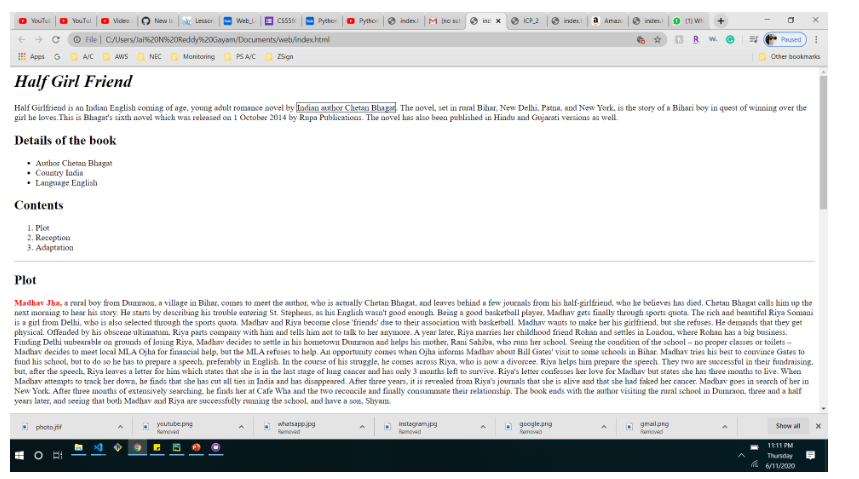 YouTul
YouTul
Video
New
Lesson
Web_L
CS555
Python
Python
index.l
(no su
inc
ICP_2
index.l
Amazo
index.l
(1) Wh
File | C:/Users/Jai%20N%20Reddy%20Gayam/Documents/web/index.html
Paused
Apps A/C AWS NEC Monitoring PS A/C ZSign Other bookmarks
Half Girl Friend
Half Girlfriend is an Indian English coming of age, young adult romance novel by Indian author Chetan Bhagat. The novel, set in rural Bihar, New Delhi, Patna, and New York, is the story of a Bihari boy in quest of winning over the
girl he loves.This is Bhagat's sixth novel which was released on 1 October 2014 by Rupa Publications. The novel has also been published in Hindu and Gujarati versions as well.
Details of the book
• Author Chetan Bhagat
• Country India
• Language English
Contents
1. Plot
2. Reception
3. Adaptation
Plot
Madhav Jha, a rural boy from Dumraon, a village in Bihar, comes to meet the author, who is actually Chetan Bhagat, and leaves behind a few journals from his half-girlfriend, who he believes has died. Chetan Bhagat calls him up the
next morning to hear his story. He starts by describing his trouble entering St. Stephens, as his English wasn't good enough. Being a good basketball player, Madhav gets finally through sports quota. The rich and beautiful Riya Somani
is a girl from Delhi, who is also selected through the sports quota. Madhav and Riya become close 'friends' due to their association with basketball. Madhav wants to make her his girlfriend, but she refuses. He demands that they get
physical. Offended by his obscene ultimatum, Riya parts company with him and tells him not to talk to her anymore. A year later, Riya marries her childhood friend Rohan and settles in London, where Rohan has a big business.
Finding Delhi unbearable on grounds of losing Riya, Madhav decides to settle in his hometown Dumraon and helps his mother, Rani Sahiba, who runs her school. Seeing the condition of the school – no proper classes or toilets –
Madhav decides to meet local MLA Ojha for financial help, but the MLA refuses to help. An opportunity comes when Ojha informs Madhav about Bill Gates' visit to some schools in Bihar. Madhav tries his best to convince Gates to
fund his school, but to do so he has to prepare a speech, preferably in English. In the course of his struggle, he comes across Riya, who is now a divorcee. Riya helps him prepare the speech. They two are successful in their fundraising,
but, after the speech, Riya leaves a letter for him which states that she is in the last stage of lung cancer and has only 3 months left to survive. Riya's letter confesses her love for Madhav but states she has three months to live. When
Madhav attempts to track her down, he finds that she has cut all ties in India and has disappeared. After three years, it is revealed from Riya's journals that she is alive and that she had faked her cancer. Madhav goes in search of her in
New York. After three months of extensively searching, he finds her at Cafe Wha and the two reconcile and finally consummate their relationship. The book ends with the author visiting the rural school in Dumraon, three and a half
years later, and seeing that both Madhav and Riya are successfully running the school, and have a son, Shyam.
photo.jfif
youtube.png
Removed
whatsapp.jpg
Removed
instagram.jpg
Removed
google.png
Removed
gmail.png
Removed
Show all
11:11 PM
Thursday
6/11/2020